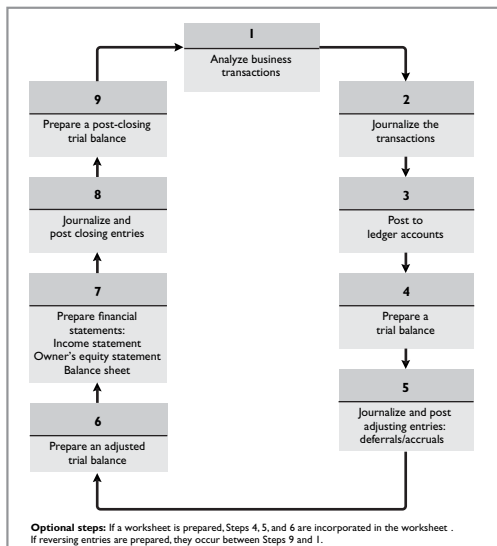 1
Analyze business
transactions
2
Journalize the
transactions
3
Post to
ledger accounts
4
Prepare a
trial balance
5
Journalize and post
adjusting entries:
deferrals/accruals
6
Prepare an adjusted
trial balance
7
Prepare financial
statements:
Income statement
Owner's equity statement
Balance sheet
8
Journalize and
post closing entries
9
Prepare a post-closing
trial balance
Optional steps: If a worksheet is prepared, Steps 4, 5, and 6 are incorporated in the worksheet .
If reversing entries are prepared, they occur between Steps 9 and 1.